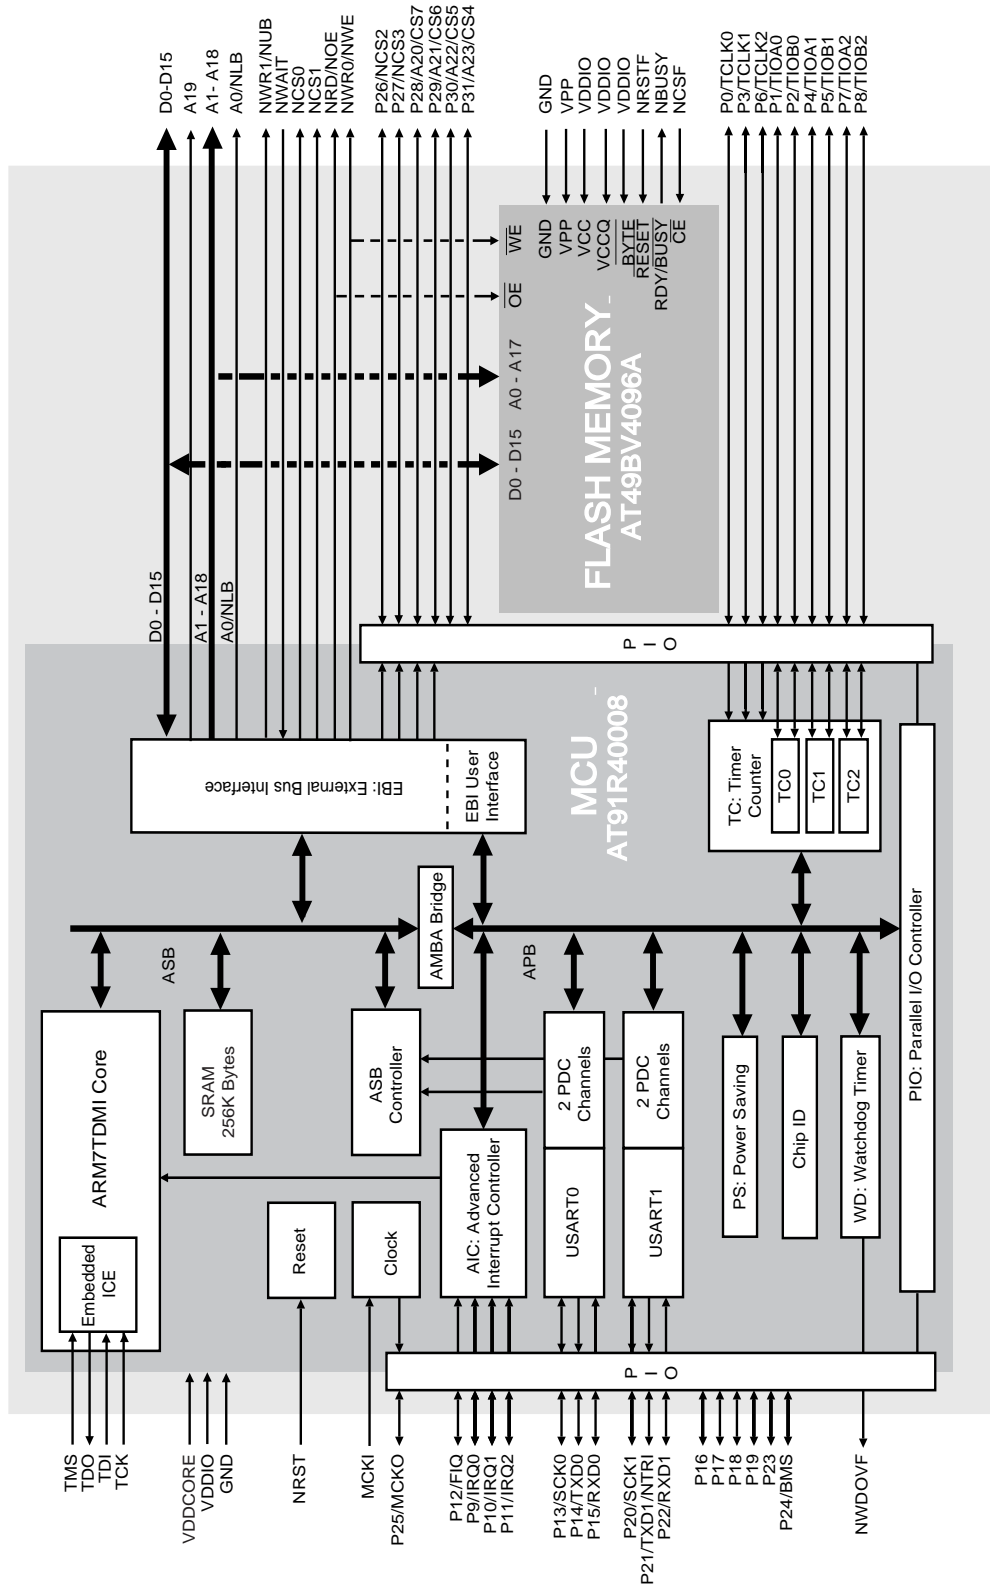 TMS
TDO
TDI
TCK
VDDCORE
VDDIO
GND
NRST
MCKI
P25/MCKO
P12/FIQ
P9/IRQ0
P10/IRQ1
P11/IRQ2
P13/SCK0
P14/TXD0
P15/RXD0
P20/SCK1
P21/TXD1/NTRI
P22/RXD1
P16
P17
P18
P19
P23
P24/BMS
NWDOVF
PIO
Embedded
ICE
ARM7TDMI Core
Reset
Clock
SRAM
256K Bytes
ASB
Controller
AIC: Advanced
Interrupt Controller
USART0
2 PDC
Channels
USART1
2 PDC
Channels
PS: Power Saving
Chip ID
WD: Watchdog Timer
PIO: Parallel I/O Controller
ASB
AMBA Bridge
APB
EBI: External Bus Interface
EBI User
Interface
MCU
AT91R40008
TC: Timer
Counter
TC0
TC1
TC2
PIO
D0 - D15
A1 - A18
A0/NLB
D0 - D15
A0 - A17
OE
WE
FLASH MEMORY
AT49BV4096A
GND
VPP
VCC
VCCQ
BYTE
RESET
RDY/BUSY
CE
D0-D15
A19
A1- A18
A0/NLB
NWR1/NUB
NWAIT
NCS0
NCS1
NRD/NOE
NWR0/NWE
P26/NCS2
P27/NCS3
P28/A20/CS7
P29/A21/CS6
P30/A22/CS5
P31/A23/CS4
GND
VPP
VDDIO
VDDIO
VDDIO
NRSTF
NBUSY
NCSF
P0/TCLK0
P3/TCLK1
P6/TCLK2
P1/TIOA0
P2/TIOB0
P4/TIOA1
P5/TIOB1
P7/TIOA2
P8/TIOB2